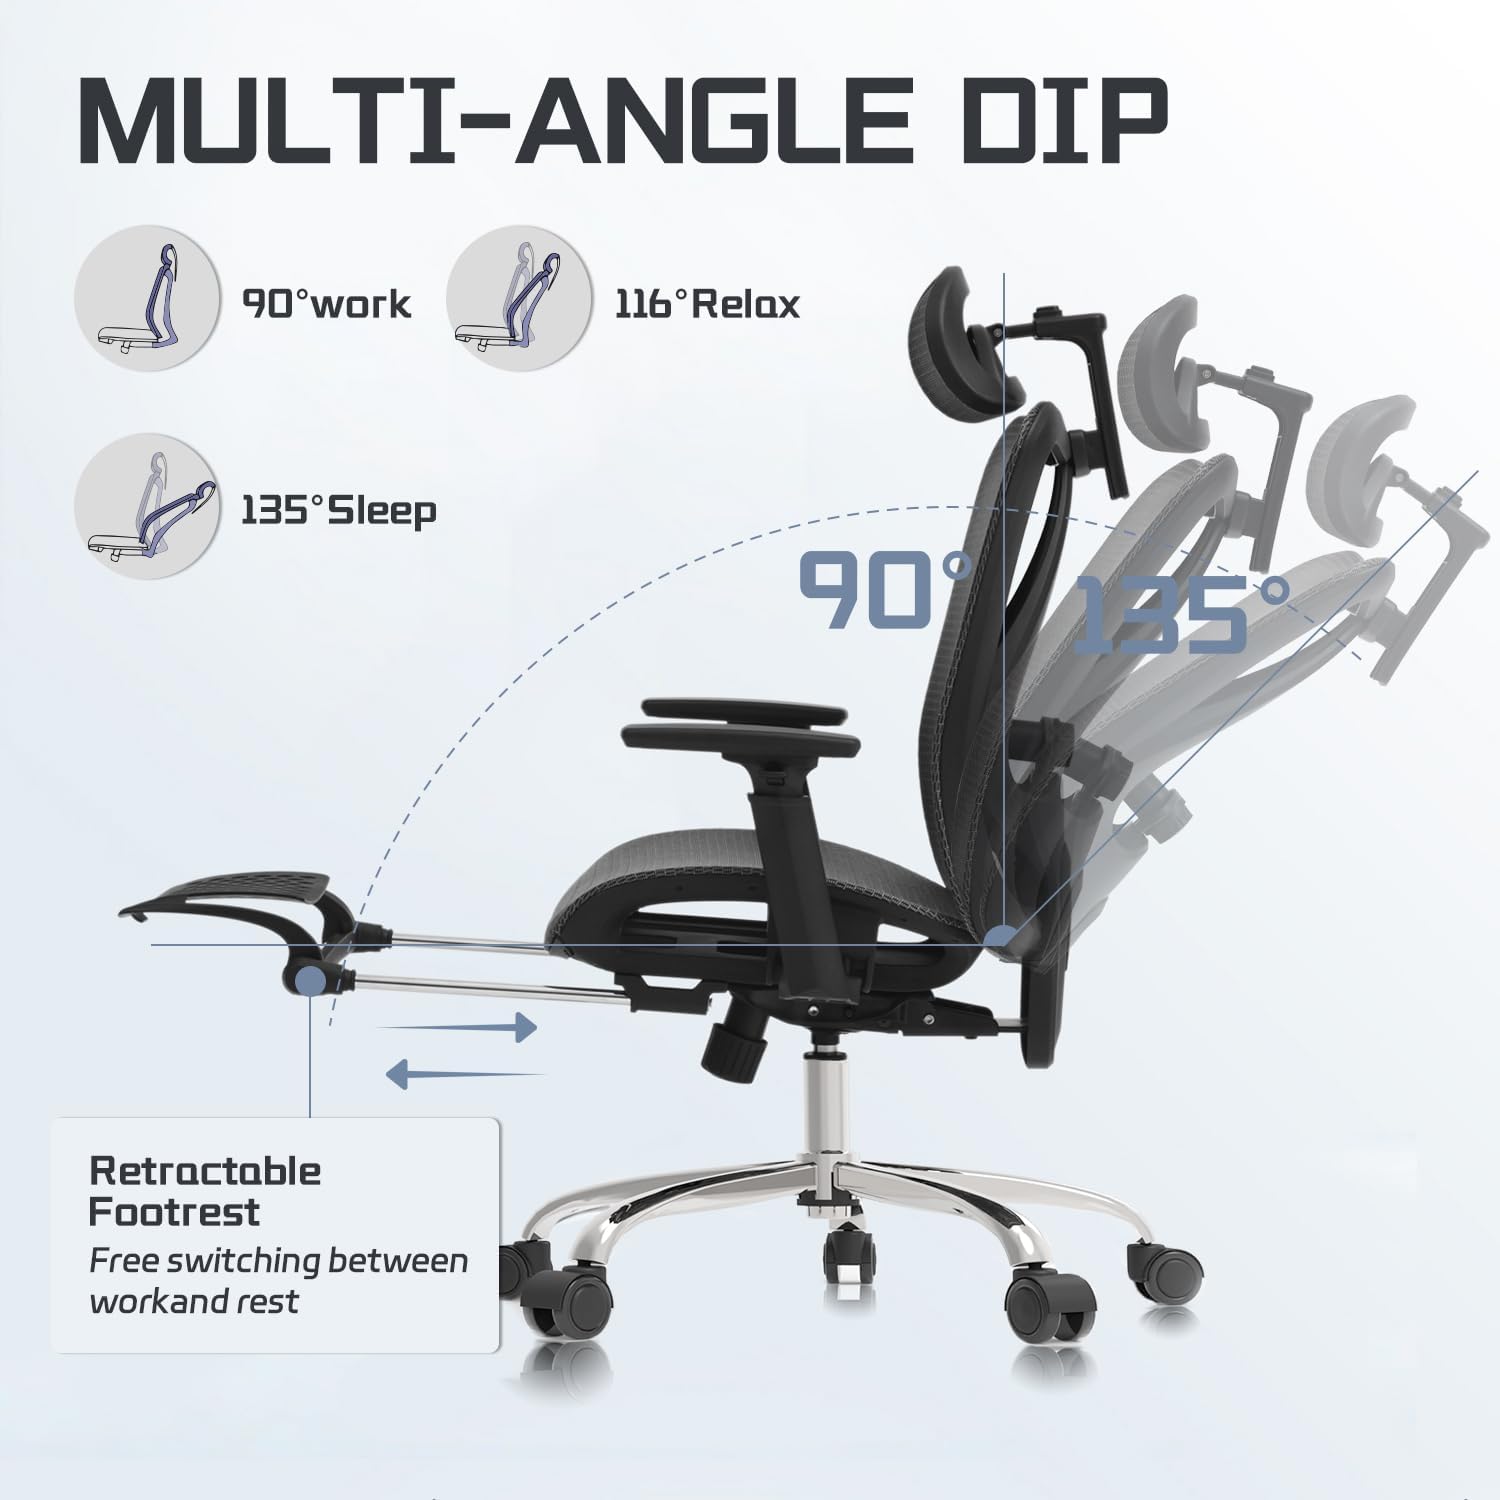 MULTI-ANGLE DIP
90°work
116°Relax
135°Sleep
90°
135°
Retractable
Footrest
Free switching between
workand rest